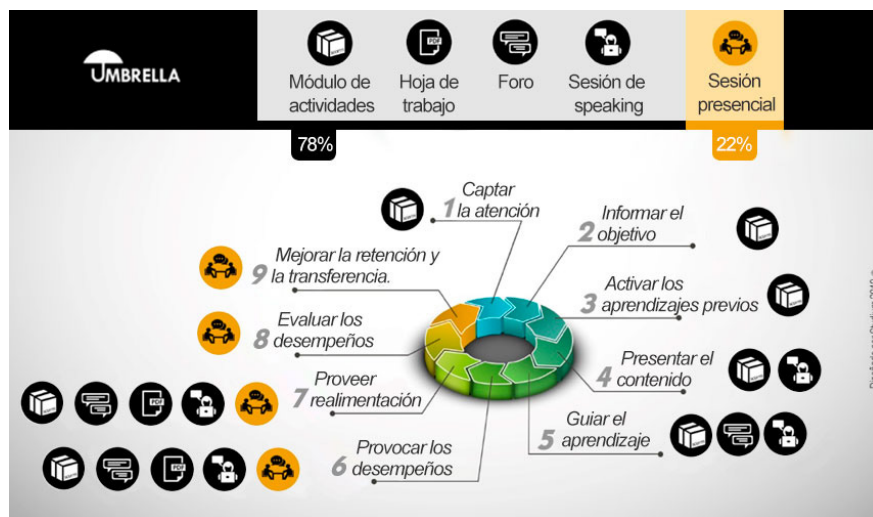 UMBRELLA
Módulo de
actividades
Hoja de
trabajo
Foro
Sesión de
speaking
Sesión
presencial
78%
22%
1 Captar
la atención
2 Informar el
objetivo
3 Activar los
aprendizajes previos
4 Presentar el
contenido
5 Guiar el
aprendizaje
6 Provocar los
desempeños
7 Proveer
realimentación
8 Evaluar los
desempeños
9 Mejorar la retención y
la transferencia.
PDF